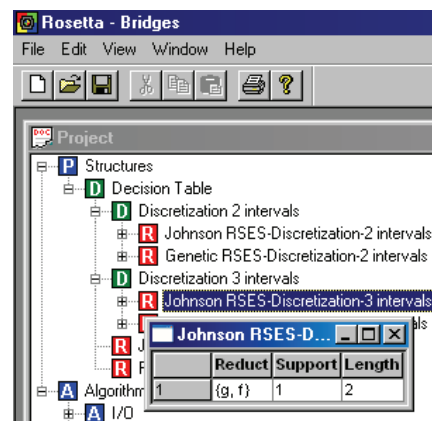 Rosetta - Bridges
File Edit View Window Help
DOC Project
P Structures
D Decision Table
D Discretization 2 intervals
R Johnson RSES-Discretization-2 intervals
R Genetic RSES-Discretization-2 intervals
D Discretization 3 intervals
R Johnson RSES-Discretization-3 intervals
Johnson RSES-D...
R
R
Reduct Support Length
1 {g, f} 1 2
A Algorithm
A I/O